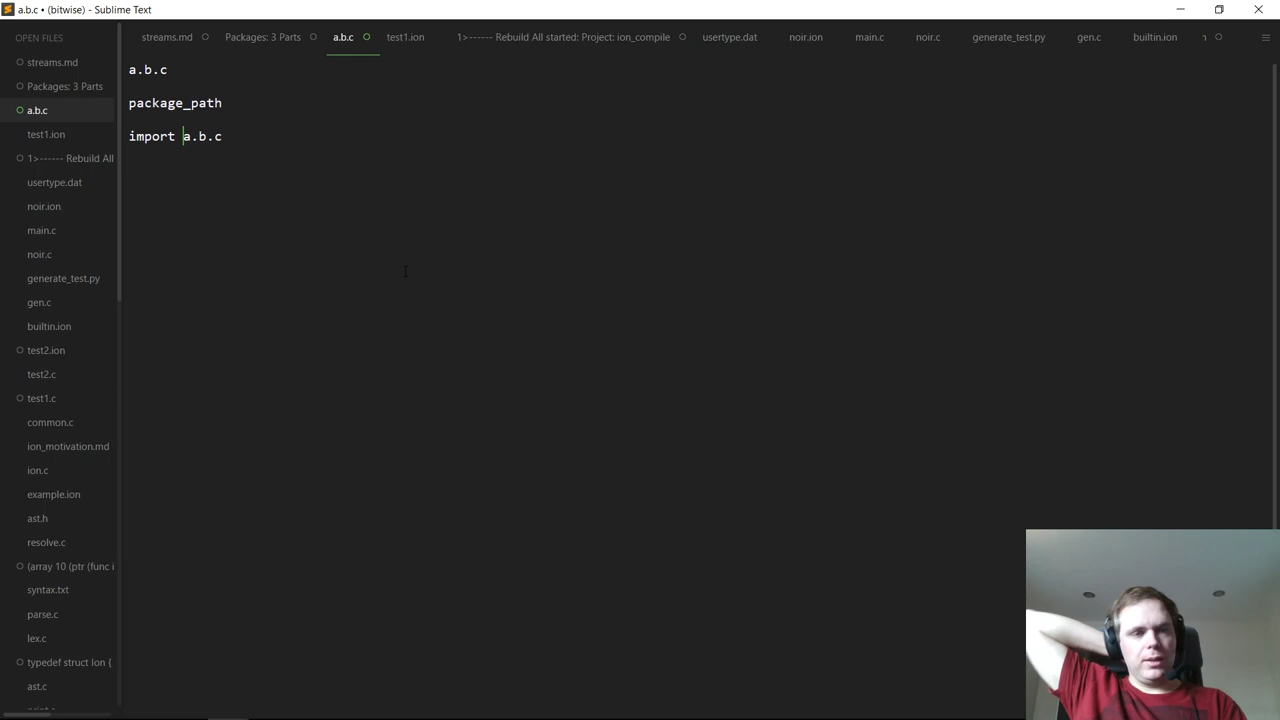 a.b.c • (bitwise) - Sublime Text
OPEN FILES
streams.md
Packages: 3 Parts
a.b.c
test1.ion
1>------ Rebuild All
usertype.dat
noir.ion
main.c
noir.c
generate_test.py
gen.c
builtin.ion
test2.ion
test2.c
test1.c
common.c
ion_motivation.md
ion.c
example.ion
ast.h
resolve.c
(array 10 (ptr (func i
syntax.txt
parse.c
lex.c
typedef struct Ion {
ast.c
streams.md
Packages: 3 Parts
a.b.c
test1.ion
1>------ Rebuild All started: Project: ion_compile
usertype.dat
noir.ion
main.c
noir.c
generate_test.py
gen.c
builtin.ion
a.b.c
package_path
import a.b.c